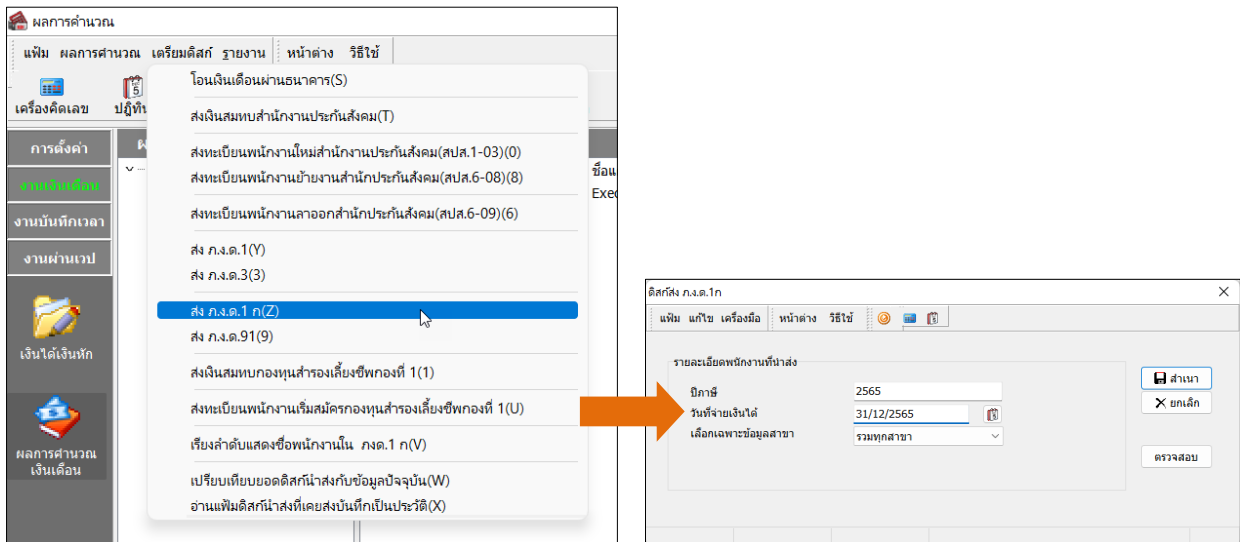 ผลการคำนวณ
แฟ้ม ผลการคำนวณ เตรียมดิสก์ รายงาน หน้าต่าง วิธีใช้
เครื่องคิดเลข
การตั้งค่า
งานเงินเดือน
งานบันทึกเวลา
งานผ่านเวป
เงินได้เงินหัก
ผลการคำนวณ
เงินเดือน
โอนเงินเดือนผ่านธนาคาร(S)
ส่งเงินสมทบสำนักงานประกันสังคม(T)
ส่งทะเบียนพนักงานใหม่สำนักงานประกันสังคม(สปส.1-03)(0)
ส่งทะเบียนพนักงานย้ายงานสำนักประกันสังคม(สปส.6-08)(8)
ส่งทะเบียนพนักงานลาออกสำนักประกันสังคม(สปส.6-09)(6)
ส่ง ภ.ง.ด.1(Y)
ส่ง ภ.ง.ด.3(3)
ส่ง ภ.ง.ด.1 ก(Z)
ส่ง ภ.ง.ด.91(9)
ส่งเงินสมทบกองทุนสำรองเลี้ยงชีพกองที่ 1(1)
ส่งทะเบียนพนักงานเริ่มสมัครกองทุนสำรองเลี้ยงชีพกองที่ 1(U)
เรียงลำดับแสดงชื่อพนักงานใน ภงด.1 ก(V)
เปรียบเทียบยอดดิสก์นำส่งกับข้อมูลปัจจุบัน(W)
อ่านแฟ้มดิสก์นำส่งที่เคยส่งบันทึกเป็นประวัติ(X)
ดิสก์ส่ง ภ.ง.ด.1ก
แฟ้ม แก้ไข เครื่องมือ หน้าต่าง วิธีใช้
รายละเอียดพนักงานที่นำส่ง
ปีภาษี 2565
วันที่จ่ายเงินได้ 31/12/2565
เลือกเฉพาะข้อมูลสาขา รวมทุกสาขา
สำเนา
ยกเลิก
ตรวจสอบ